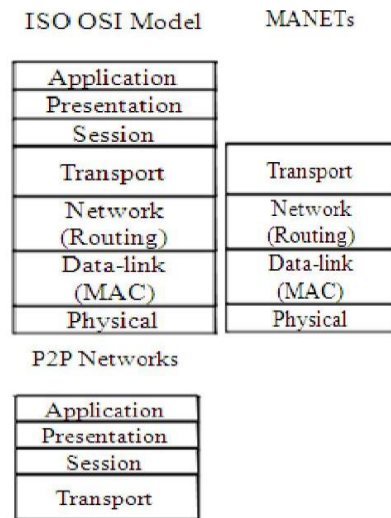 ISO OSI Model
Application
Presentation
Session
Transport
Network
(Routing)
Data-link
(MAC)
Physical
MANETs
Transport
Network
(Routing)
Data-link
(MAC)
Physical
P2P Networks
Application
Presentation
Session
Transport